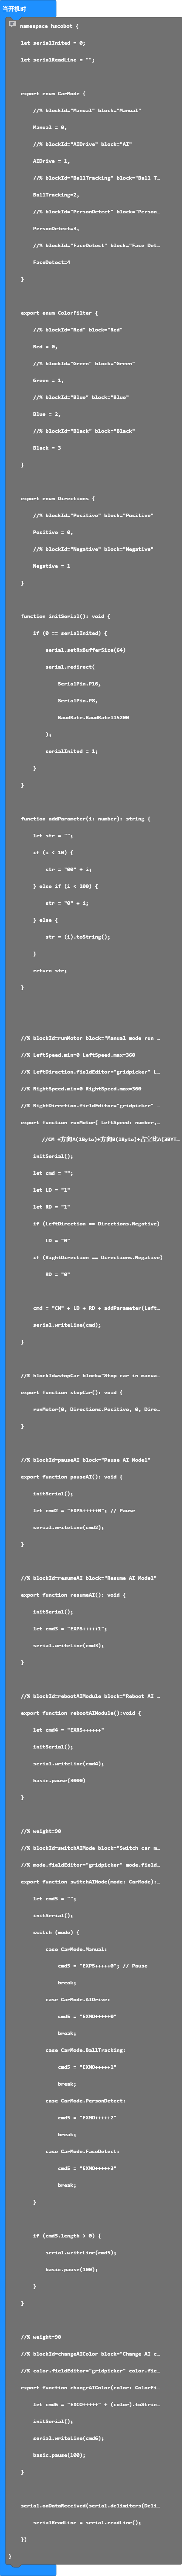 当开机时
namespace hscobot {
let serialInited = 0;
let serialReadLine = "";
export enum CarMode {
//% blockId="Manual" block="Manual"
Manual = 0,
//% blockId="AIDrive" block="AI"
AIDrive = 1,
//% blockId="BallTracking" block="Ball T…
BallTracking=2,
//% blockId="PersonDetect" block="Person…
PersonDetect=3,
//% blockId="FaceDetect" block="Face Det…
FaceDetect=4
}
export enum Colorfilter {
//% blockId="Red" block="Red"
Red = 0,
//% blockId="Green" block="Green"
Green = 1,
//% blockId="Blue" block="Blue"
Blue = 2,
//% blockId="Black" block="Black"
Black = 3
}
export enum Directions {
//% blockId="Positive" block="Positive"
Positive = 0,
//% blockId="Negative" block="Negative"
Negative = 1
}
function initSerial(): void {
if (0 == serialInited) {
serial.setRxBufferSize(64)
serial.redirect(
SerialPin.P16,
SerialPin.P8,
BaudRate.BaudRate115200
);
serialInited = 1;
}
}
function addParameter(i: number): string {
let str = "";
if (i < 10) {
str = "00" + i;
} else if (i < 100) {
str = "0" + i;
} else {
str = (i).toString();
}
return str;
}
//% blockId=runMotor block="Manual mode run …
//% LeftSpeed.min=0 LeftSpeed.max=360
//% LeftDirection.fieldEditor="gridpicker" L…
//% RightSpeed.min=0 RightSpeed.max=360
//% RightDirection.fieldEditor="gridpicker" …
export function runMotor( LeftSpeed: number,…
//CM +方向A(1Byte)+方向B(1Byte)+占空比A(3BYT…
initSerial();
let cmd = "";
let LD = "1"
let RD = "1"
if (LeftDirection == Directions.Negative)
LD = "0"
if (RightDirection == Directions.Negative)
RD = "0"
cmd = "CM" + LD + RD + addParameter(Left…
serial.writeLine(cmd);
}
//% blockId=stopCar block="Stop car in manua…
export function stopCar(): void {
runMotor(0, Directions.Positive, 0, Dire…
}
//% blockId=pauseAI block="Pause AI Model"
export function pauseAI(): void {
initSerial();
let cmd2 = "EXPS+++++0"; // Pause
serial.writeLine(cmd2);
}
//% blockId=resumeAI block="Resume AI Model"
export function resumeAI(): void {
initSerial();
let cmd3 = "EXPS+++++1";
serial.writeLine(cmd3);
}
//% blockId=rebootAIModule block="Reboot AI …
export function rebootAIModule():void {
let cmd4 = "EXRS++++++"
initSerial();
serial.writeLine(cmd4);
basic.pause(3000)
}
//% weight=90
//% blockId=switchAIMode block="Switch car m…
//% mode.fieldEditor="gridpicker" mode.field…
export function switchAIMode(mode: CarMode):…
let cmd5 = "";
initSerial();
switch (mode) {
case CarMode.Manual:
cmd5 = "EXPS+++++0"; // Pause
break;
case CarMode.AIDrive:
cmd5 = "EXMD+++++0"
break;
case CarMode.BallTracking:
cmd5 = "EXMD+++++1"
break;
case CarMode.PersonDetect:
cmd5 = "EXMD+++++2"
break;
case CarMode.FaceDetect:
cmd5 = "EXMD+++++3"
break;
}
if (cmd5.length > 0) {
serial.writeLine(cmd5);
basic.pause(100);
}
}
//% weight=90
//% blockId=changeAIColor block="Change AI c…
//% color.fieldEditor="gridpicker" color.fie…
export function changeAIColor(color: Colorfi…
let cmd6 = "EXCO+++++" + (color).toStrin…
initSerial();
serial.writeLine(cmd6);
basic.pause(100);
}
serial.onDataReceived(serial.delimiters(Deli…
serialReadLine = serial.readLine();
})
}